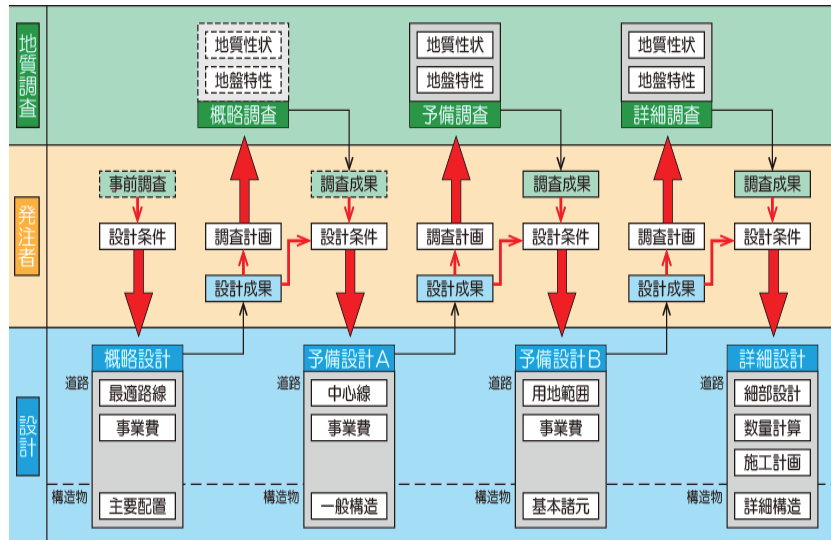 地質調査
地質性状
地盤特性
概略調査
地質性状
地盤特性
予備調査
地質性状
地盤特性
詳細調査
発注者
事前調査
調査成果
調査成果
調査成果
設計条件
調査計画
設計条件
調査計画
設計条件
調査計画
設計条件
設計成果
設計成果
設計成果
設計
概略設計
道路
最適路線
事業費
構造物
主要配置
予備設計A
道路
中心線
事業費
構造物
一般構造
予備設計B
道路
用地範囲
事業費
構造物
基本諸元
詳細設計
道路
細部設計
数量計算
施工計画
構造物
詳細構造